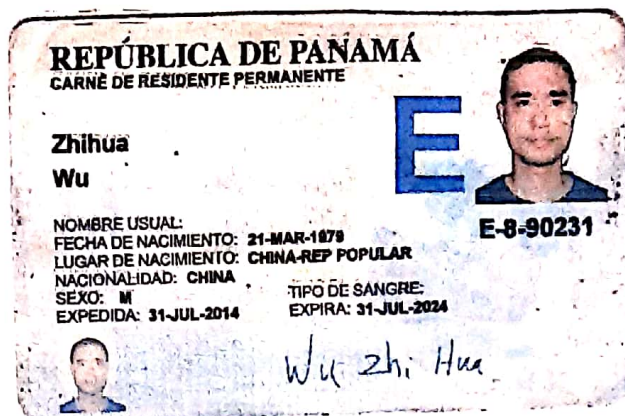 REPÚBLICA DE PANAMÁ
CARNÉ DE RESIDENTE PERMANENTE
E
Zhihua
Wu
E-8-90231
NOMBRE USUAL:
FECHA DE NACIMIENTO: 21-MAR-1979
LUGAR DE NACIMIENTO: CHINA-REP POPULAR
NACIONALIDAD: CHINA
SEXO: M TIPO DE SANGRE:
EXPEDIDA: 31-JUL-2014 EXPIRA: 31-JUL-2024
Wu Zhi Hua